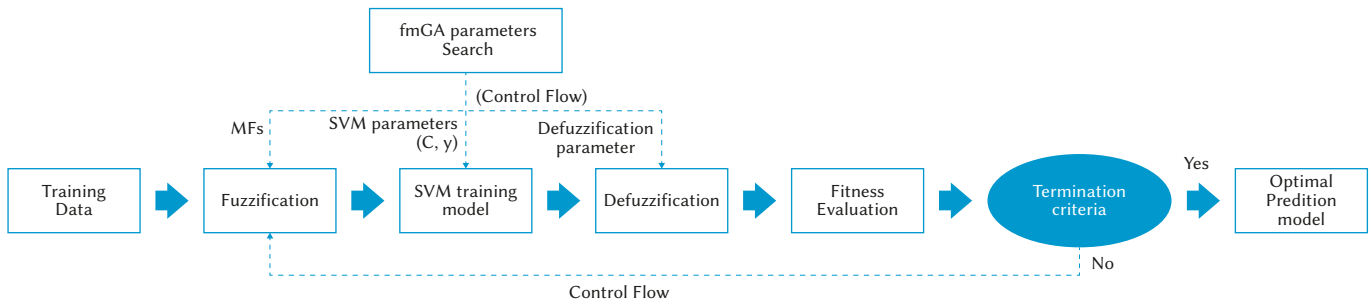 fmGA parameters
Search
(Control Flow)
MFs
SVM parameters
(C, y)
Defuzzification
parameter
Training
Data
Fuzzification
SVM training
model
Defuzzification
Fitness
Evaluation
Termination
criteria
Yes
Optimal
Predition
model
No
Control Flow